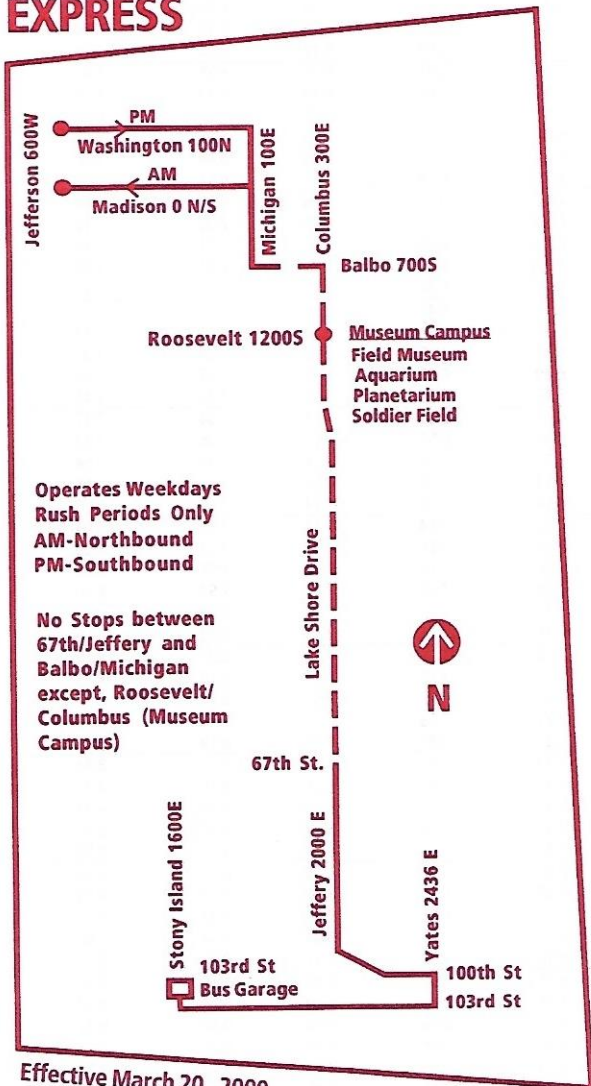 EXPRESS
Jefferson 600W
PM
Washington 100N
AM
Madison 0 N/S
Michigan 100E
Columbus 300E
Balbo 700S
Roosevelt 1200S
Museum Campus
Field Museum
Aquarium
Planetarium
Soldier Field
Operates Weekdays
Rush Periods Only
AM-Northbound
PM-Southbound
No Stops between
67th/Jeffery and
Balbo/Michigan
except, Roosevelt/
Columbus (Museum
Campus)
Lake Shore Drive
N
67th St.
Stony Island 1600E
Jeffery 2000 E
Yates 2436 E
103rd St
Bus Garage
100th St
103rd St
Effective March 20, 2000